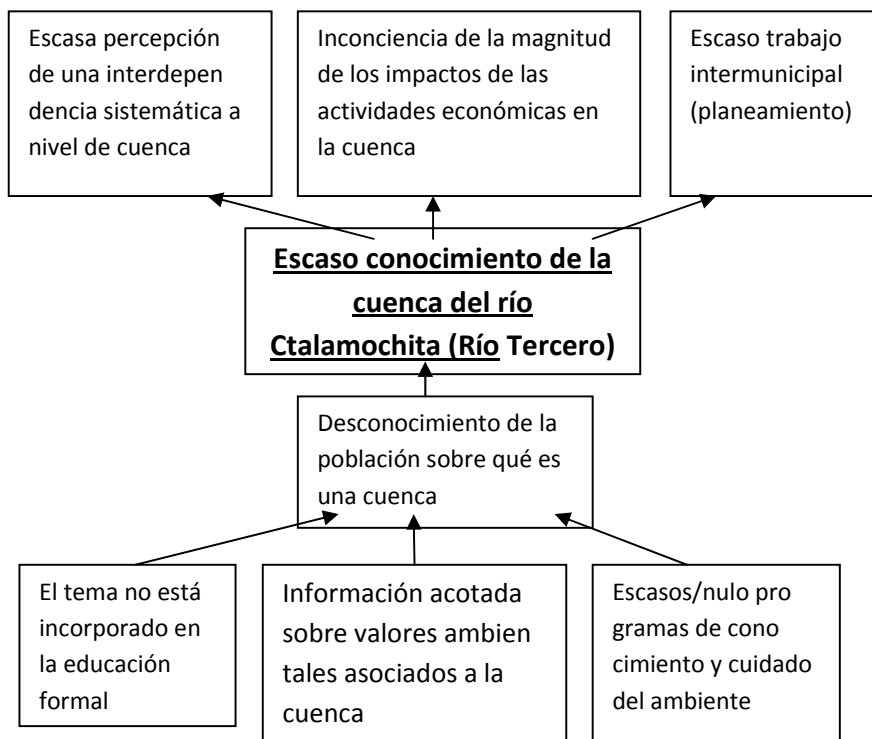 Escasa percepción
de una interdepen
dencia sistemática a
nivel de cuenca
Inconciencia de la magnitud
de los impactos de las
actividades económicas en
la cuenca
Escaso trabajo
intermunicipal
(planeamiento)
Escaso conocimiento de la
cuenca del río
Ctalamochita (Río Tercero)
Desconocimiento de la
población sobre qué es
una cuenca
El tema no está
incorporado en
la educación
formal
Información acotada
sobre valores ambien
tales asociados a la
cuenca
Escasos/nulo pro
gramas de cono
cimiento y cuidado
del ambiente